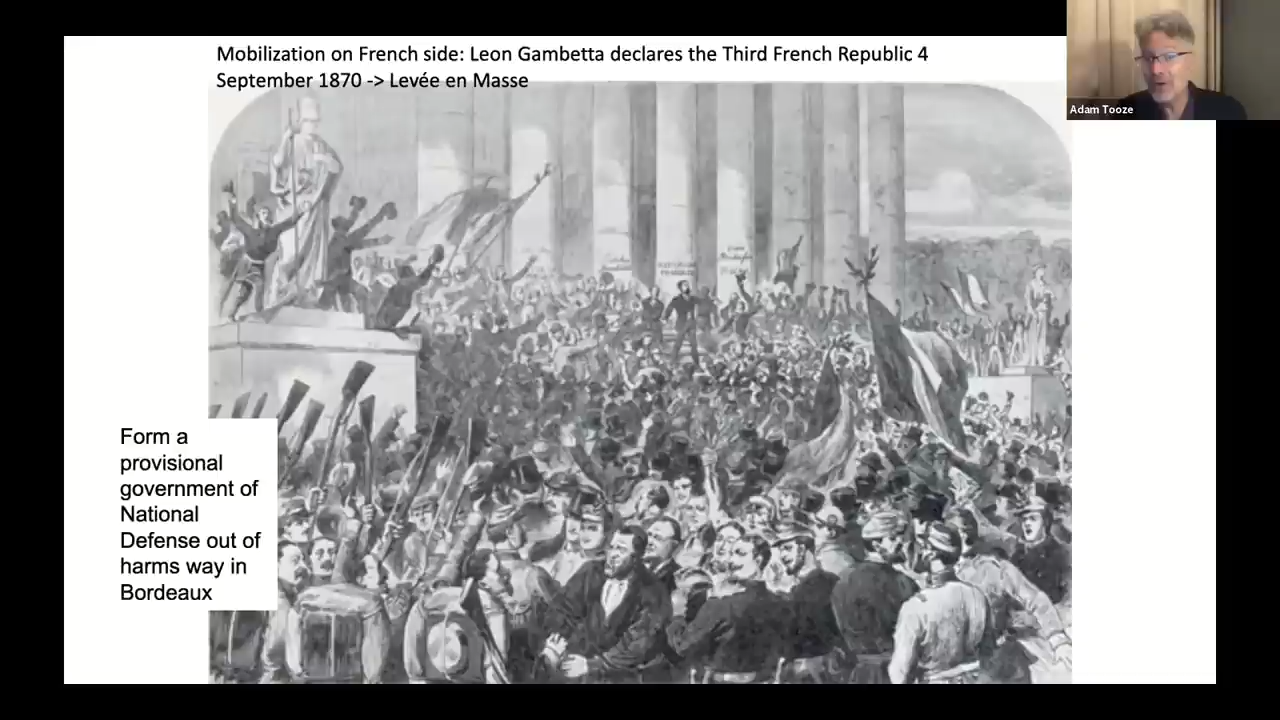 Mobilization on French side: Leon Gambetta declares the Third French Republic 4
September 1870 -> Levée en Masse
Adam Tooze
Form a
provisional
government of
National
Defense out of
harms way in
Bordeaux